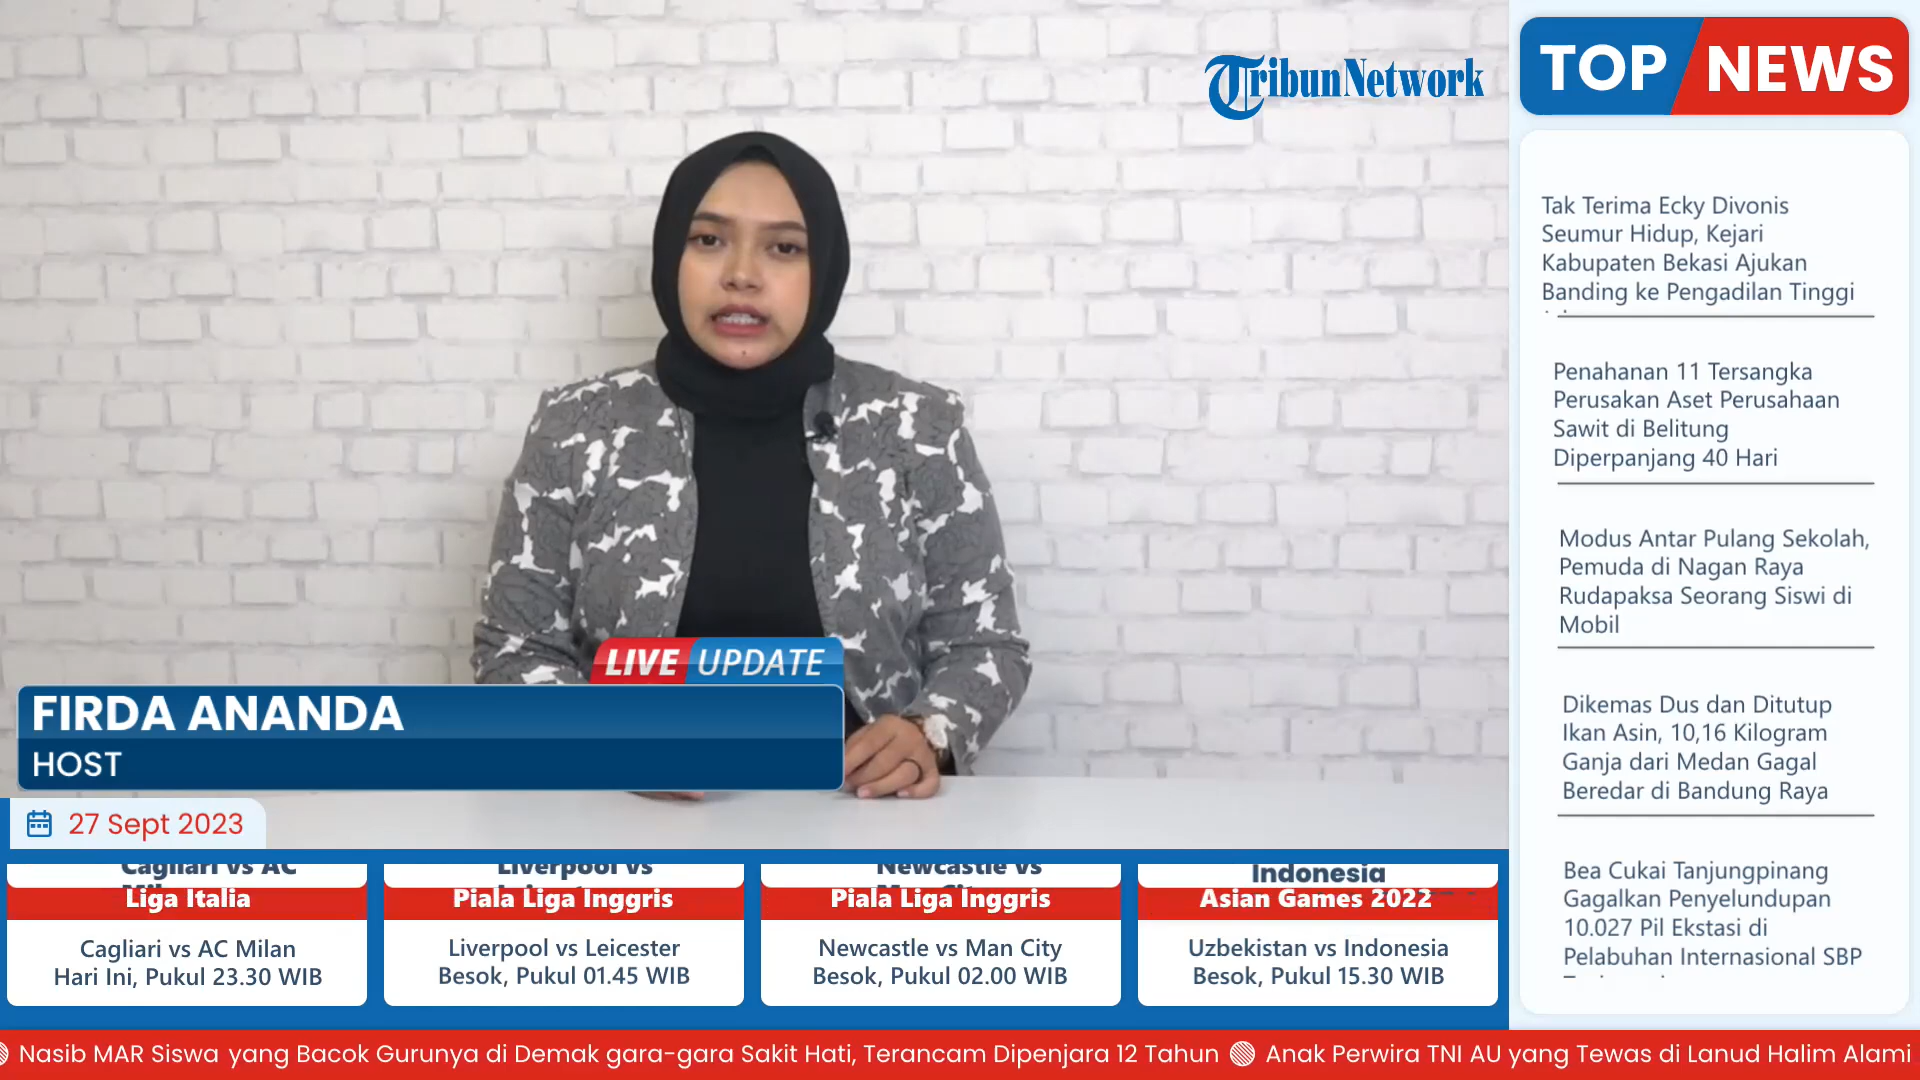 TribunNetwork
TOP NEWS
Tak Terima Ecky Divonis
Seumur Hidup, Kejari
Kabupaten Bekasi Ajukan
Banding ke Pengadilan Tinggi
Penahanan 11 Tersangka
Perusakan Aset Perusahaan
Sawit di Belitung
Diperpanjang 40 Hari
Modus Antar Pulang Sekolah,
Pemuda di Nagan Raya
Rudapaksa Seorang Siswi di
Mobil
Dikemas Dus dan Ditutup
Ikan Asin, 10,16 Kilogram
Ganja dari Medan Gagal
Beredar di Bandung Raya
Bea Cukai Tanjungpinang
Gagalkan Penyelundupan
10.027 Pil Ekstasi di
Pelabuhan Internasional SBP
LIVE UPDATE
FIRDA ANANDA
HOST
27 Sept 2023
Cagliari vs AC
Liga Italia
Cagliari vs AC Milan
Hari Ini, Pukul 23.30 WIB
Liverpool vs
Piala Liga Inggris
Liverpool vs Leicester
Besok, Pukul 01.45 WIB
Newcastle vs
Piala Liga Inggris
Newcastle vs Man City
Besok, Pukul 02.00 WIB
Indonesia
Asian Games 2022
Uzbekistan vs Indonesia
Besok, Pukul 15.30 WIB
Nasib MAR Siswa yang Bacok Gurunya di Demak gara-gara Sakit Hati, Terancam Dipenjara 12 Tahun Anak Perwira TNI AU yang Tewas di Lanud Halim Alami